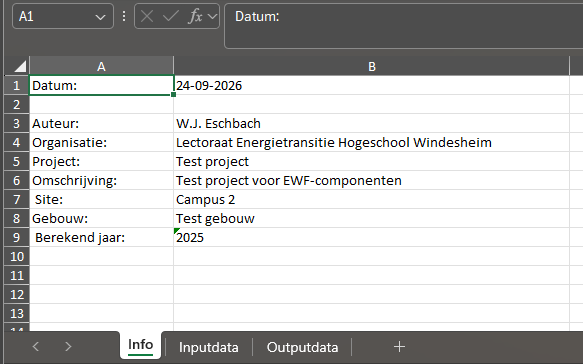 A1 fx Datum:
A B
1 Datum: 24-09-2026
2
3 Auteur: W.J. Eschbach
4 Organisatie: Lectoraat Energietransitie Hogeschool Windesheim
5 Project: Test project
6 Omschrijving: Test project voor EWF-componenten
7 Site: Campus 2
8 Gebouw: Test gebouw
9 Berekend jaar: 2025
10
11
12
13
14
Info Inputdata Outputdata +